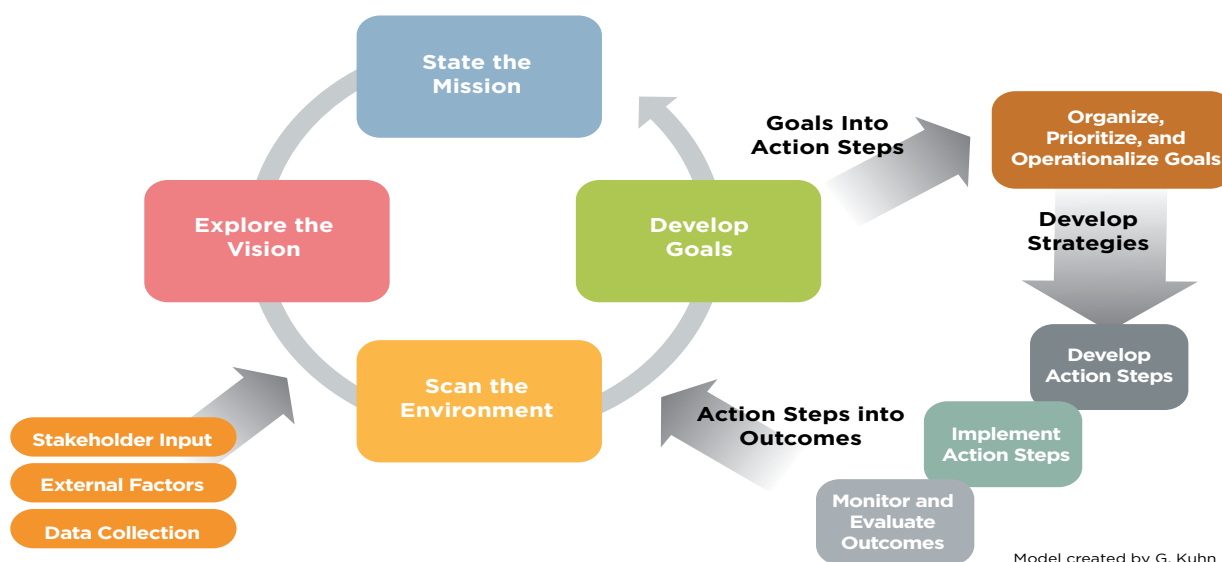 State the
Mission
Explore the
Vision
Develop
Goals
Scan the
Environment
Goals Into
Action Steps
Organize,
Prioritize, and
Operationalize Goals
Develop
Strategies
Develop
Action Steps
Implement
Action Steps
Monitor and
Evaluate
Outcomes
Action Steps into
Outcomes
Stakeholder Input
External Factors
Data Collection
Model created by G. Kuhn